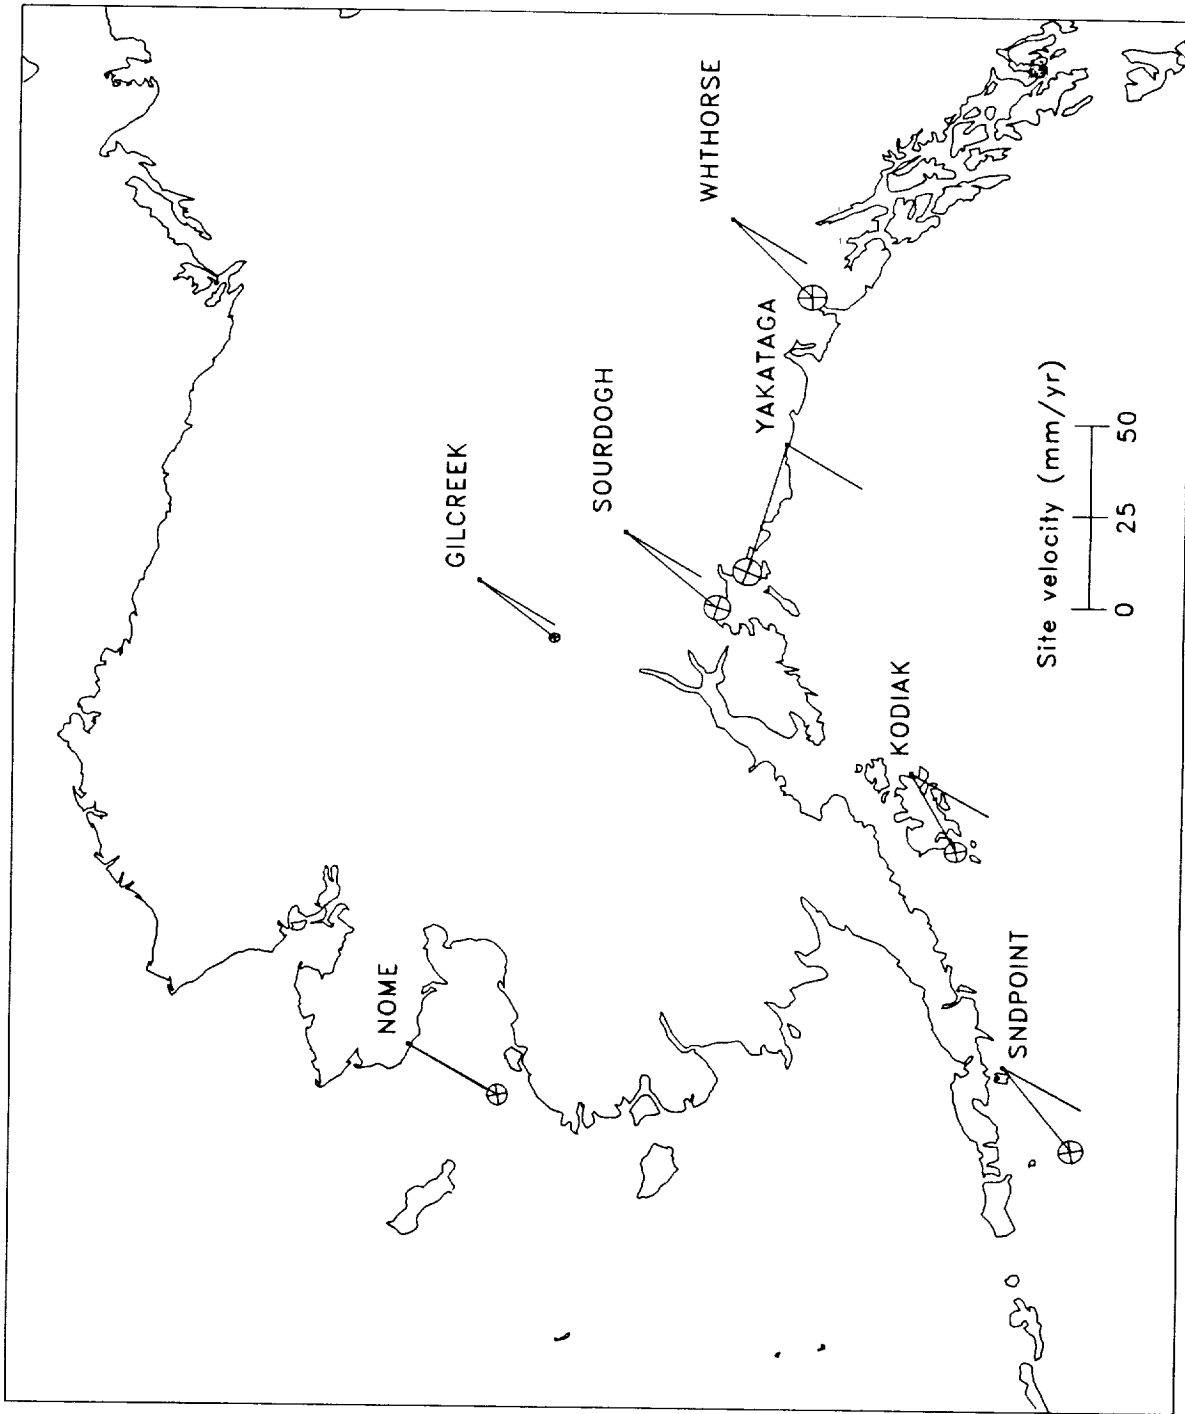 WHTHORSE
YAKATAGA
SOURDOGH
GILCREEK
KODIAK
NOME
SNDPOINT
Site velocity (mm/yr)
0 25 50